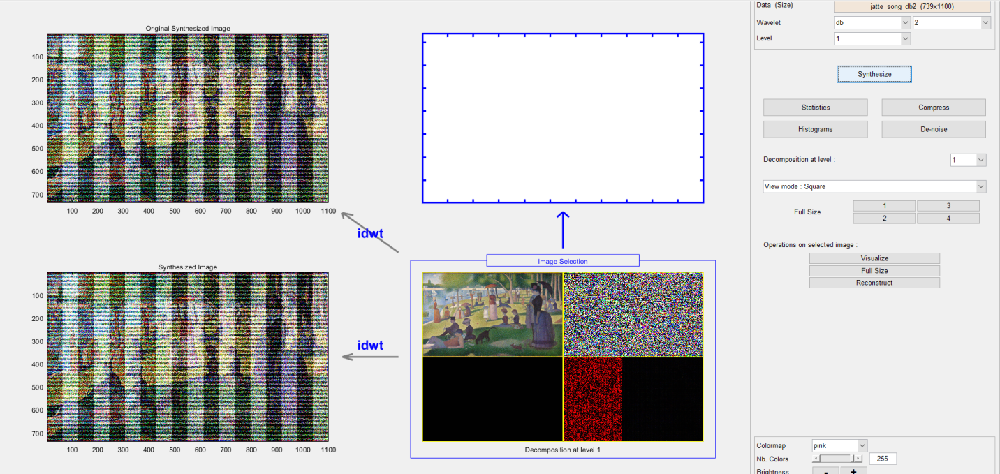 Original Synthesized Image
100
200
300
400
500
600
700
100 200 300 400 500 600 700 800 900 1000 1100
idwt
Synthesized Image
100
200
300
400
500
600
700
100 200 300 400 500 600 700 800 900 1000 1100
idwt
Image Selection
Decomposition at level 1
Data (Size) jatte_song_db2 (739x1100)
Wavelet db 2
Level 1
Synthesize
Statistics Compress
Histograms De-noise
Decomposition at level : 1
View mode : Square
Full Size 1 3
2 4
Operations on selected image :
Visualize
Full Size
Reconstruct
Colormap pink
Nb. Colors 255
Brightness - +